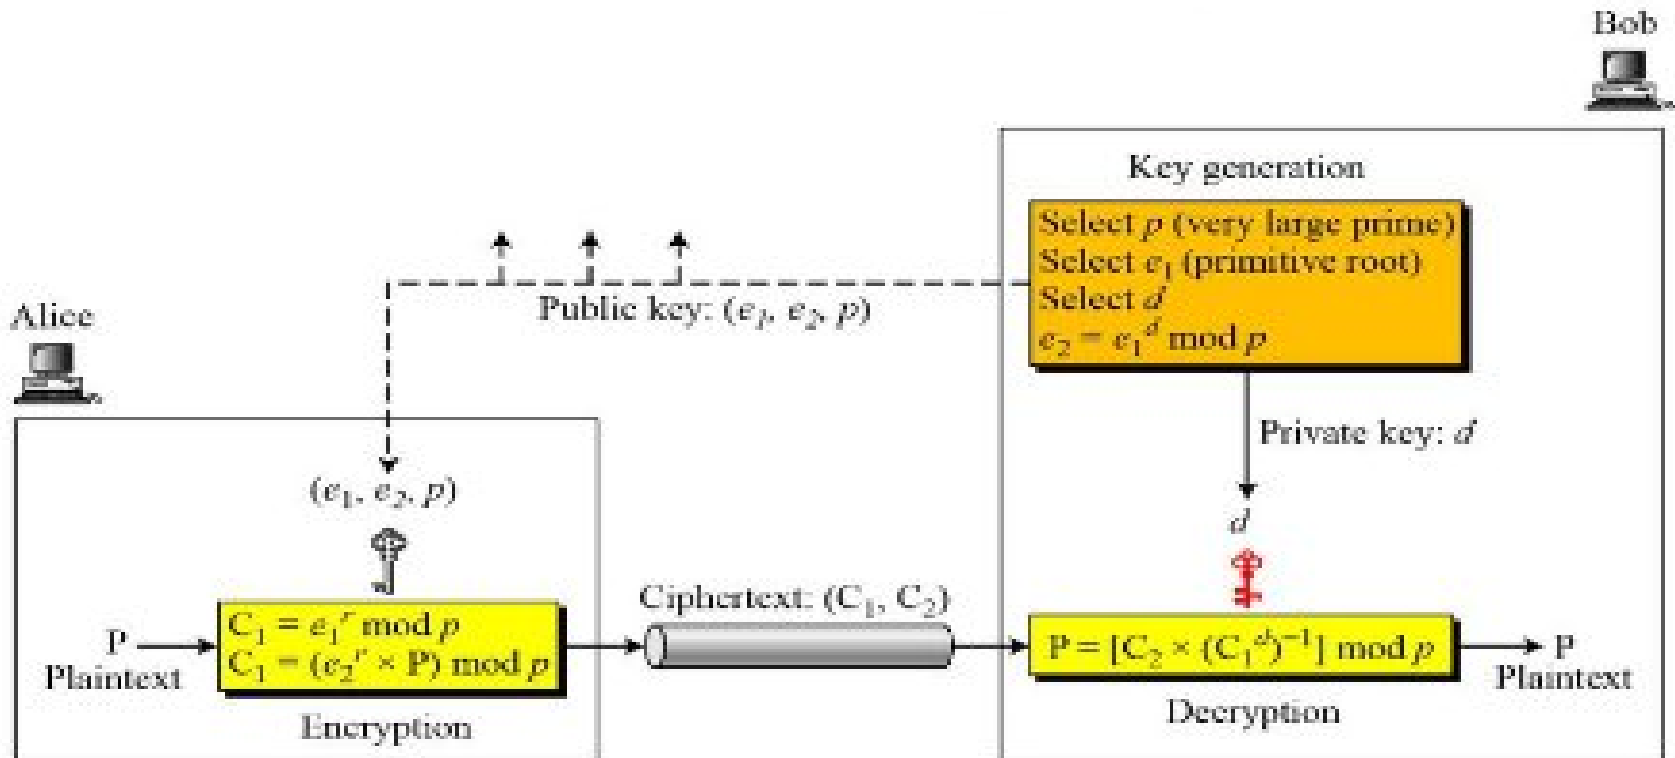 Bob
Key generation
Select p (very large prime)
Select e₁ (primitive root)
Select d
e₂ = e₁ᵈ mod p
Public key: (e₁, e₂, p)
Alice
Private key: d
(e₁, e₂, p)
d
Ciphertext: (C₁, C₂)
C₁ = e₁ʳ mod p
C₁ = (e₂ʳ × P) mod p
P
Plaintext
P = [C₂ × (C₁ᵈ)⁻¹] mod p
P
Plaintext
Encryption
Decryption